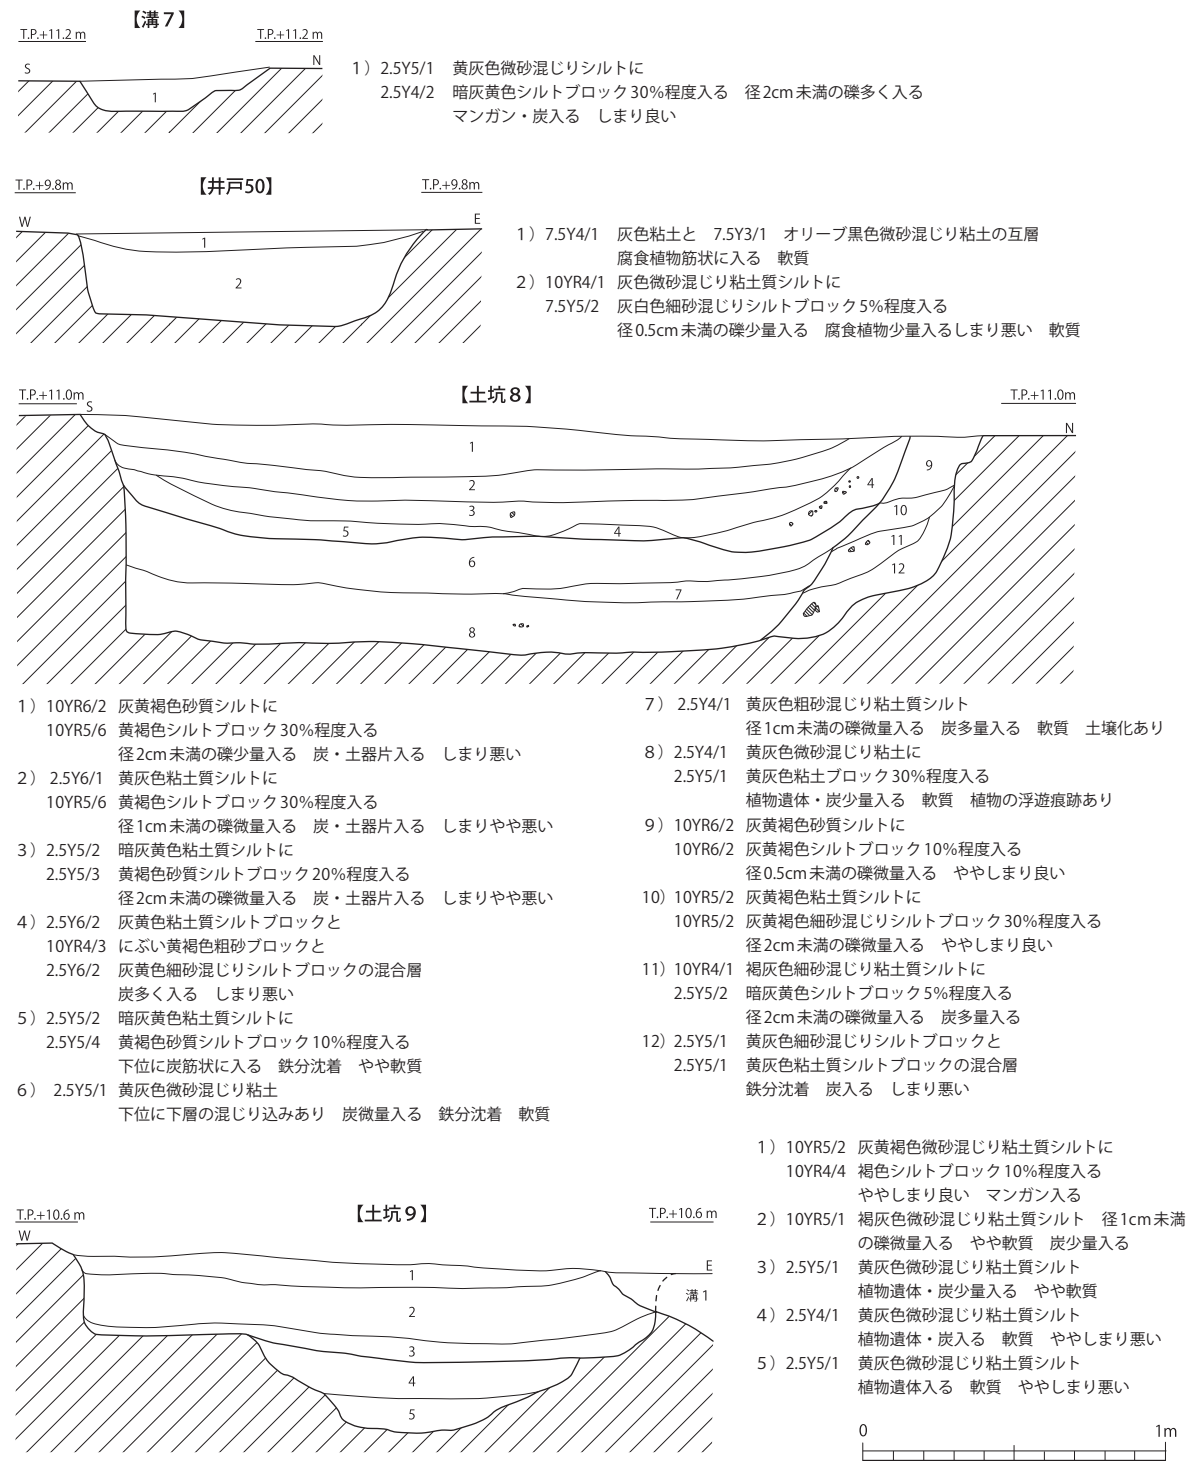 【溝７】
T.P.+11.2 m
T.P.+11.2 m
S
N
1
1）2.5Y5/1 黄灰色微砂混じりシルトに
2.5Y4/2 暗灰黄色シルトブロック30%程度入る　径2cm未満の礫多く入る
マンガン・炭入る　しまり良い
【井戸50】
T.P.+9.8m
T.P.+9.8m
W
E
1
2
1）7.5Y4/1 灰色粘土と　7.5Y3/1　オリーブ黒色微砂混じり粘土の互層
腐食植物筋状に入る　軟質
2）10YR4/1 灰色微砂混じり粘土質シルトに
7.5Y5/2 灰白色細砂混じりシルトブロック5%程度入る
径0.5cm未満の礫少量入る　腐食植物少量入るしまり悪い　軟質
【土坑８】
T.P.+11.0m
T.P.+11.0m
S
N
1
2
3
4
5
4
6
7
8
9
10
11
12
1）10YR6/2 灰黄褐色砂質シルトに
10YR5/6 黄褐色シルトブロック30%程度入る
径2cm未満の礫少量入る　炭・土器片入る　しまり悪い
2）2.5Y6/1 黄灰色粘土質シルトに
10YR5/6 黄褐色シルトブロック30%程度入る
径1cm未満の礫微量入る　炭・土器片入る　しまりやや悪い
3）2.5Y5/2 暗灰黄色粘土質シルトに
2.5Y5/3 黄褐色砂質シルトブロック20%程度入る
径2cm未満の礫微量入る　炭・土器片入る　しまりやや悪い
4）2.5Y6/2 灰黄色粘土質シルトブロックと
10YR4/3 にぶい黄褐色粗砂ブロックと
2.5Y6/2 灰黄色細砂混じりシルトブロックの混合層
炭多く入る　しまり悪い
5）2.5Y5/2 暗灰黄色粘土質シルトに
2.5Y5/4 黄褐色砂質シルトブロック10%程度入る
下位に炭筋状に入る　鉄分沈着　やや軟質
6）2.5Y5/1 黄灰色微砂混じり粘土
下位に下層の混じり込みあり　炭微量入る　鉄分沈着　軟質
7）2.5Y4/1 黄灰色粗砂混じり粘土質シルト
径1cm未満の礫微量入る　炭多量入る　軟質　土壌化あり
8）2.5Y4/1 黄灰色微砂混じり粘土に
2.5Y5/1 黄灰色粘土ブロック30%程度入る
植物遺体・炭少量入る　軟質　植物の浮遊痕跡あり
9）10YR6/2 灰黄褐色砂質シルトに
10YR6/2 灰黄褐色シルトブロック10%程度入る
径0.5cm未満の礫微量入る　ややしまり良い
10）10YR5/2 灰黄褐色粘土質シルトに
10YR5/2 灰黄褐色細砂混じりシルトブロック30%程度入る
径2cm未満の礫微量入る　ややしまり良い
11）10YR4/1 褐灰色細砂混じり粘土質シルトに
2.5Y5/2 暗灰黄色シルトブロック5%程度入る
径2cm未満の礫微量入る　炭多量入る
12）2.5Y5/1 黄灰色細砂混じりシルトブロックと
2.5Y5/1 黄灰色粘土質シルトブロックの混合層
鉄分沈着　炭入る　しまり悪い
【土坑９】
T.P.+10.6 m
T.P.+10.6 m
W
E
1
2
3
4
5
溝 1
1）10YR5/2 灰黄褐色微砂混じり粘土質シルトに
10YR4/4 褐色シルトブロック10%程度入る
ややしまり良い　マンガン入る
2）10YR5/1 褐灰色微砂混じり粘土質シルト　径1cm未満
の礫微量入る　やや軟質　炭少量入る
3）2.5Y5/1 黄灰色微砂混じり粘土質シルト
植物遺体・炭少量入る　やや軟質
4）2.5Y4/1 黄灰色微砂混じり粘土質シルト
植物遺体・炭入る　軟質　ややしまり悪い
5）2.5Y5/1 黄灰色微砂混じり粘土質シルト
植物遺体入る　軟質　ややしまり悪い
0
1m